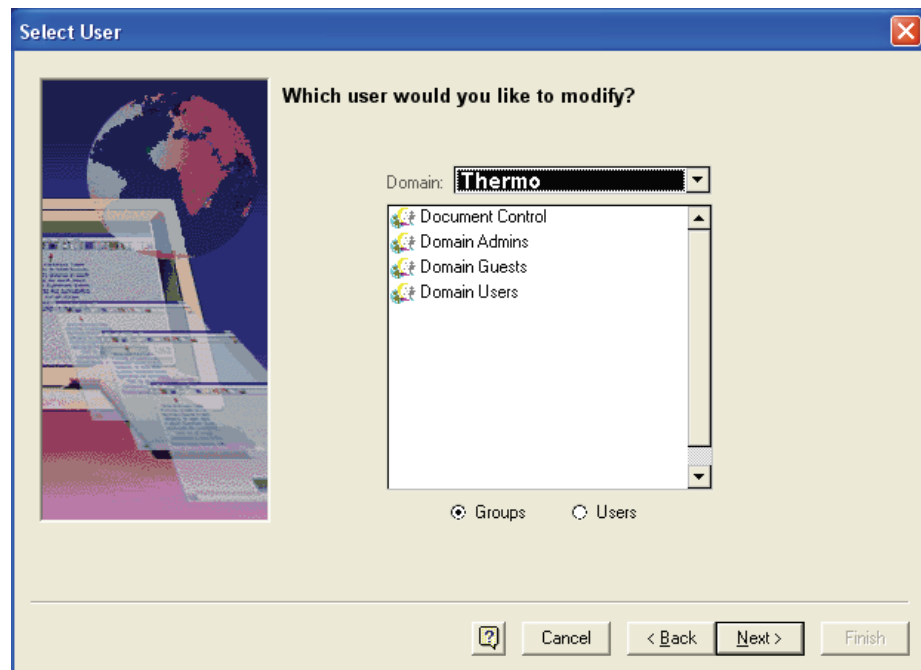 Select User
Which user would you like to modify?
Domain: Thermo
Document Control
Domain Admins
Domain Guests
Domain Users
Groups Users
? Cancel < Back Next > Finish